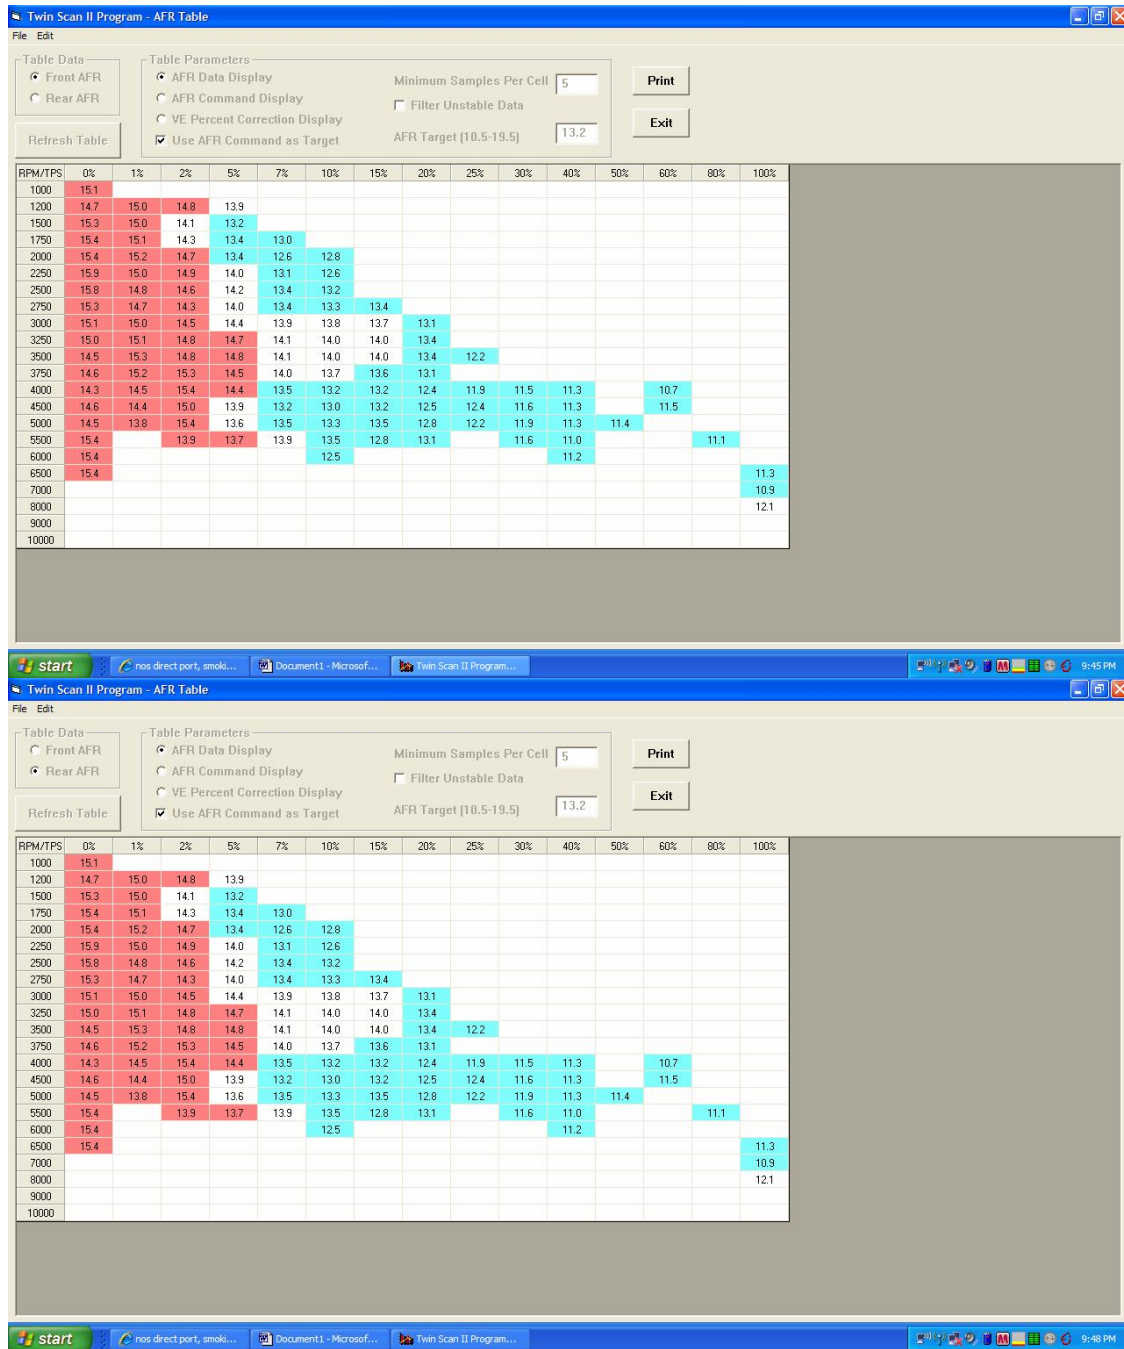 Twin Scan II Program - AFR Table
File Edit
Table Data
Table Parameters
Front AFR
AFR Data Display
Minimum Samples Per Cell 5
Print
Rear AFR
AFR Command Display
Filter Unstable Data
VE Percent Correction Display
Exit
Refresh Table
Use AFR Command as Target
AFR Target (10.5-19.5) 13.2
RPM/TPS 0% 1% 2% 5% 7% 10% 15% 20% 25% 30% 40% 50% 60% 80% 100%
1000 15.1
1200 14.7 15.0 14.8 13.9
1500 15.3 15.0 14.1 13.2
1750 15.4 15.1 14.3 13.4 13.0
2000 15.4 15.2 14.7 13.4 12.6 12.8
2250 15.9 15.0 14.9 14.0 13.1 12.6
2500 15.8 14.8 14.6 14.2 13.4 13.2
2750 15.3 14.7 14.3 14.0 13.4 13.3 13.4
3000 15.1 15.0 14.5 14.4 13.9 13.8 13.7 13.1
3250 15.0 15.1 14.8 14.7 14.1 14.0 14.0 13.4
3500 14.5 15.3 14.8 14.8 14.1 14.0 14.0 13.4 12.2
3750 14.6 15.2 15.3 14.5 14.0 13.7 13.6 13.1
4000 14.3 14.5 15.4 14.4 13.5 13.2 13.2 12.4 11.9 11.5 11.3 10.7
4500 14.6 14.4 15.0 13.9 13.2 13.0 13.2 12.5 12.4 11.6 11.3 11.5
5000 14.5 13.8 15.4 13.6 13.5 13.3 13.5 12.8 12.2 11.9 11.3 11.4
5500 15.4 13.9 13.7 13.9 13.5 12.8 13.1 11.6 11.0 11.1
6000 15.4 12.5 11.2
6500 15.4 11.3
7000 10.9
8000 12.1
9000
10000
start nos direct port, smoki... Document1 - Microsof... Twin Scan II Program... 9:45 PM
Twin Scan II Program - AFR Table
File Edit
Table Data
Table Parameters
Front AFR
AFR Data Display
Minimum Samples Per Cell 5
Print
Rear AFR
AFR Command Display
Filter Unstable Data
VE Percent Correction Display
Exit
Refresh Table
Use AFR Command as Target
AFR Target (10.5-19.5) 13.2
RPM/TPS 0% 1% 2% 5% 7% 10% 15% 20% 25% 30% 40% 50% 60% 80% 100%
1000 15.1
1200 14.7 15.0 14.8 13.9
1500 15.3 15.0 14.1 13.2
1750 15.4 15.1 14.3 13.4 13.0
2000 15.4 15.2 14.7 13.4 12.6 12.8
2250 15.9 15.0 14.9 14.0 13.1 12.6
2500 15.8 14.8 14.6 14.2 13.4 13.2
2750 15.3 14.7 14.3 14.0 13.4 13.3 13.4
3000 15.1 15.0 14.5 14.4 13.9 13.8 13.7 13.1
3250 15.0 15.1 14.8 14.7 14.1 14.0 14.0 13.4
3500 14.5 15.3 14.8 14.8 14.1 14.0 14.0 13.4 12.2
3750 14.6 15.2 15.3 14.5 14.0 13.7 13.6 13.1
4000 14.3 14.5 15.4 14.4 13.5 13.2 13.2 12.4 11.9 11.5 11.3 10.7
4500 14.6 14.4 15.0 13.9 13.2 13.0 13.2 12.5 12.4 11.6 11.3 11.5
5000 14.5 13.8 15.4 13.6 13.5 13.3 13.5 12.8 12.2 11.9 11.3 11.4
5500 15.4 13.9 13.7 13.9 13.5 12.8 13.1 11.6 11.0 11.1
6000 15.4 12.5 11.2
6500 15.4 11.3
7000 10.9
8000 12.1
9000
10000
start nos direct port, smoki... Document1 - Microsof... Twin Scan II Program... 9:48 PM